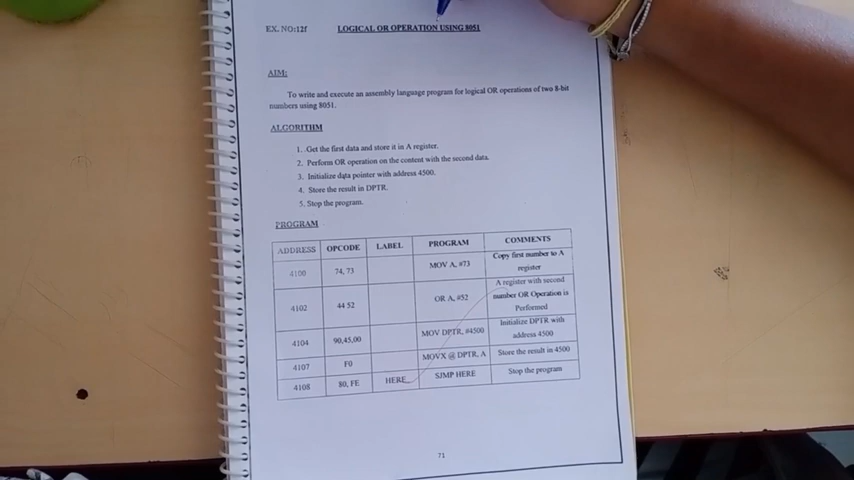 EX. NO:12f LOGICAL OR OPERATION USING 8051
AIM:
To write and execute an assembly language program for logical OR operations of two 8-bit
numbers using 8051.
ALGORITHM
1. .Get the first data and store it in A register.
2. Perform OR operation on the content with the second data.
3. Initialize data pointer with address 4500.
4. Store the result in DPTR.
5. Stop the program.
PROGRAM
ADDRESS OPCODE LABEL PROGRAM COMMENTS
4100 74, 73 MOV A, #73 Copy first number to A
register
4102 44 52 OR A, #52 A register with second
number OR Operation is
Performed
4104 90,45,00 MOV DPTR, #4500 Initialize DPTR with
address 4500
4107 F0 MOVX @ DPTR, A Store the result in 4500
4108 80, FE HERE SJMP HERE Stop the program
71